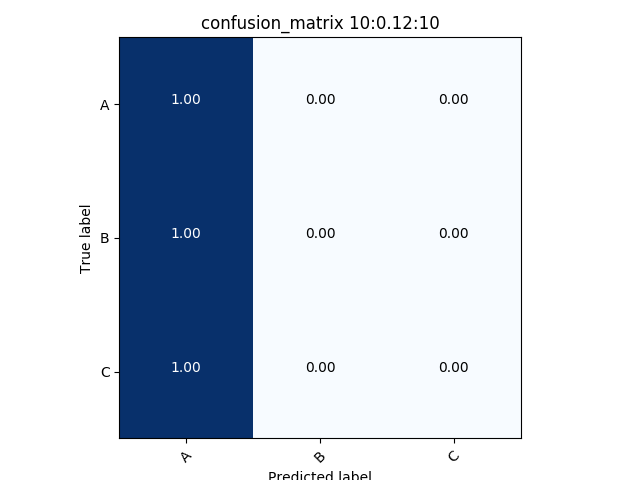 confusion_matrix 10:0.12:10
A 1.00 0.00 0.00
True label
B 1.00 0.00 0.00
C 1.00 0.00 0.00
A B C
Predicted label